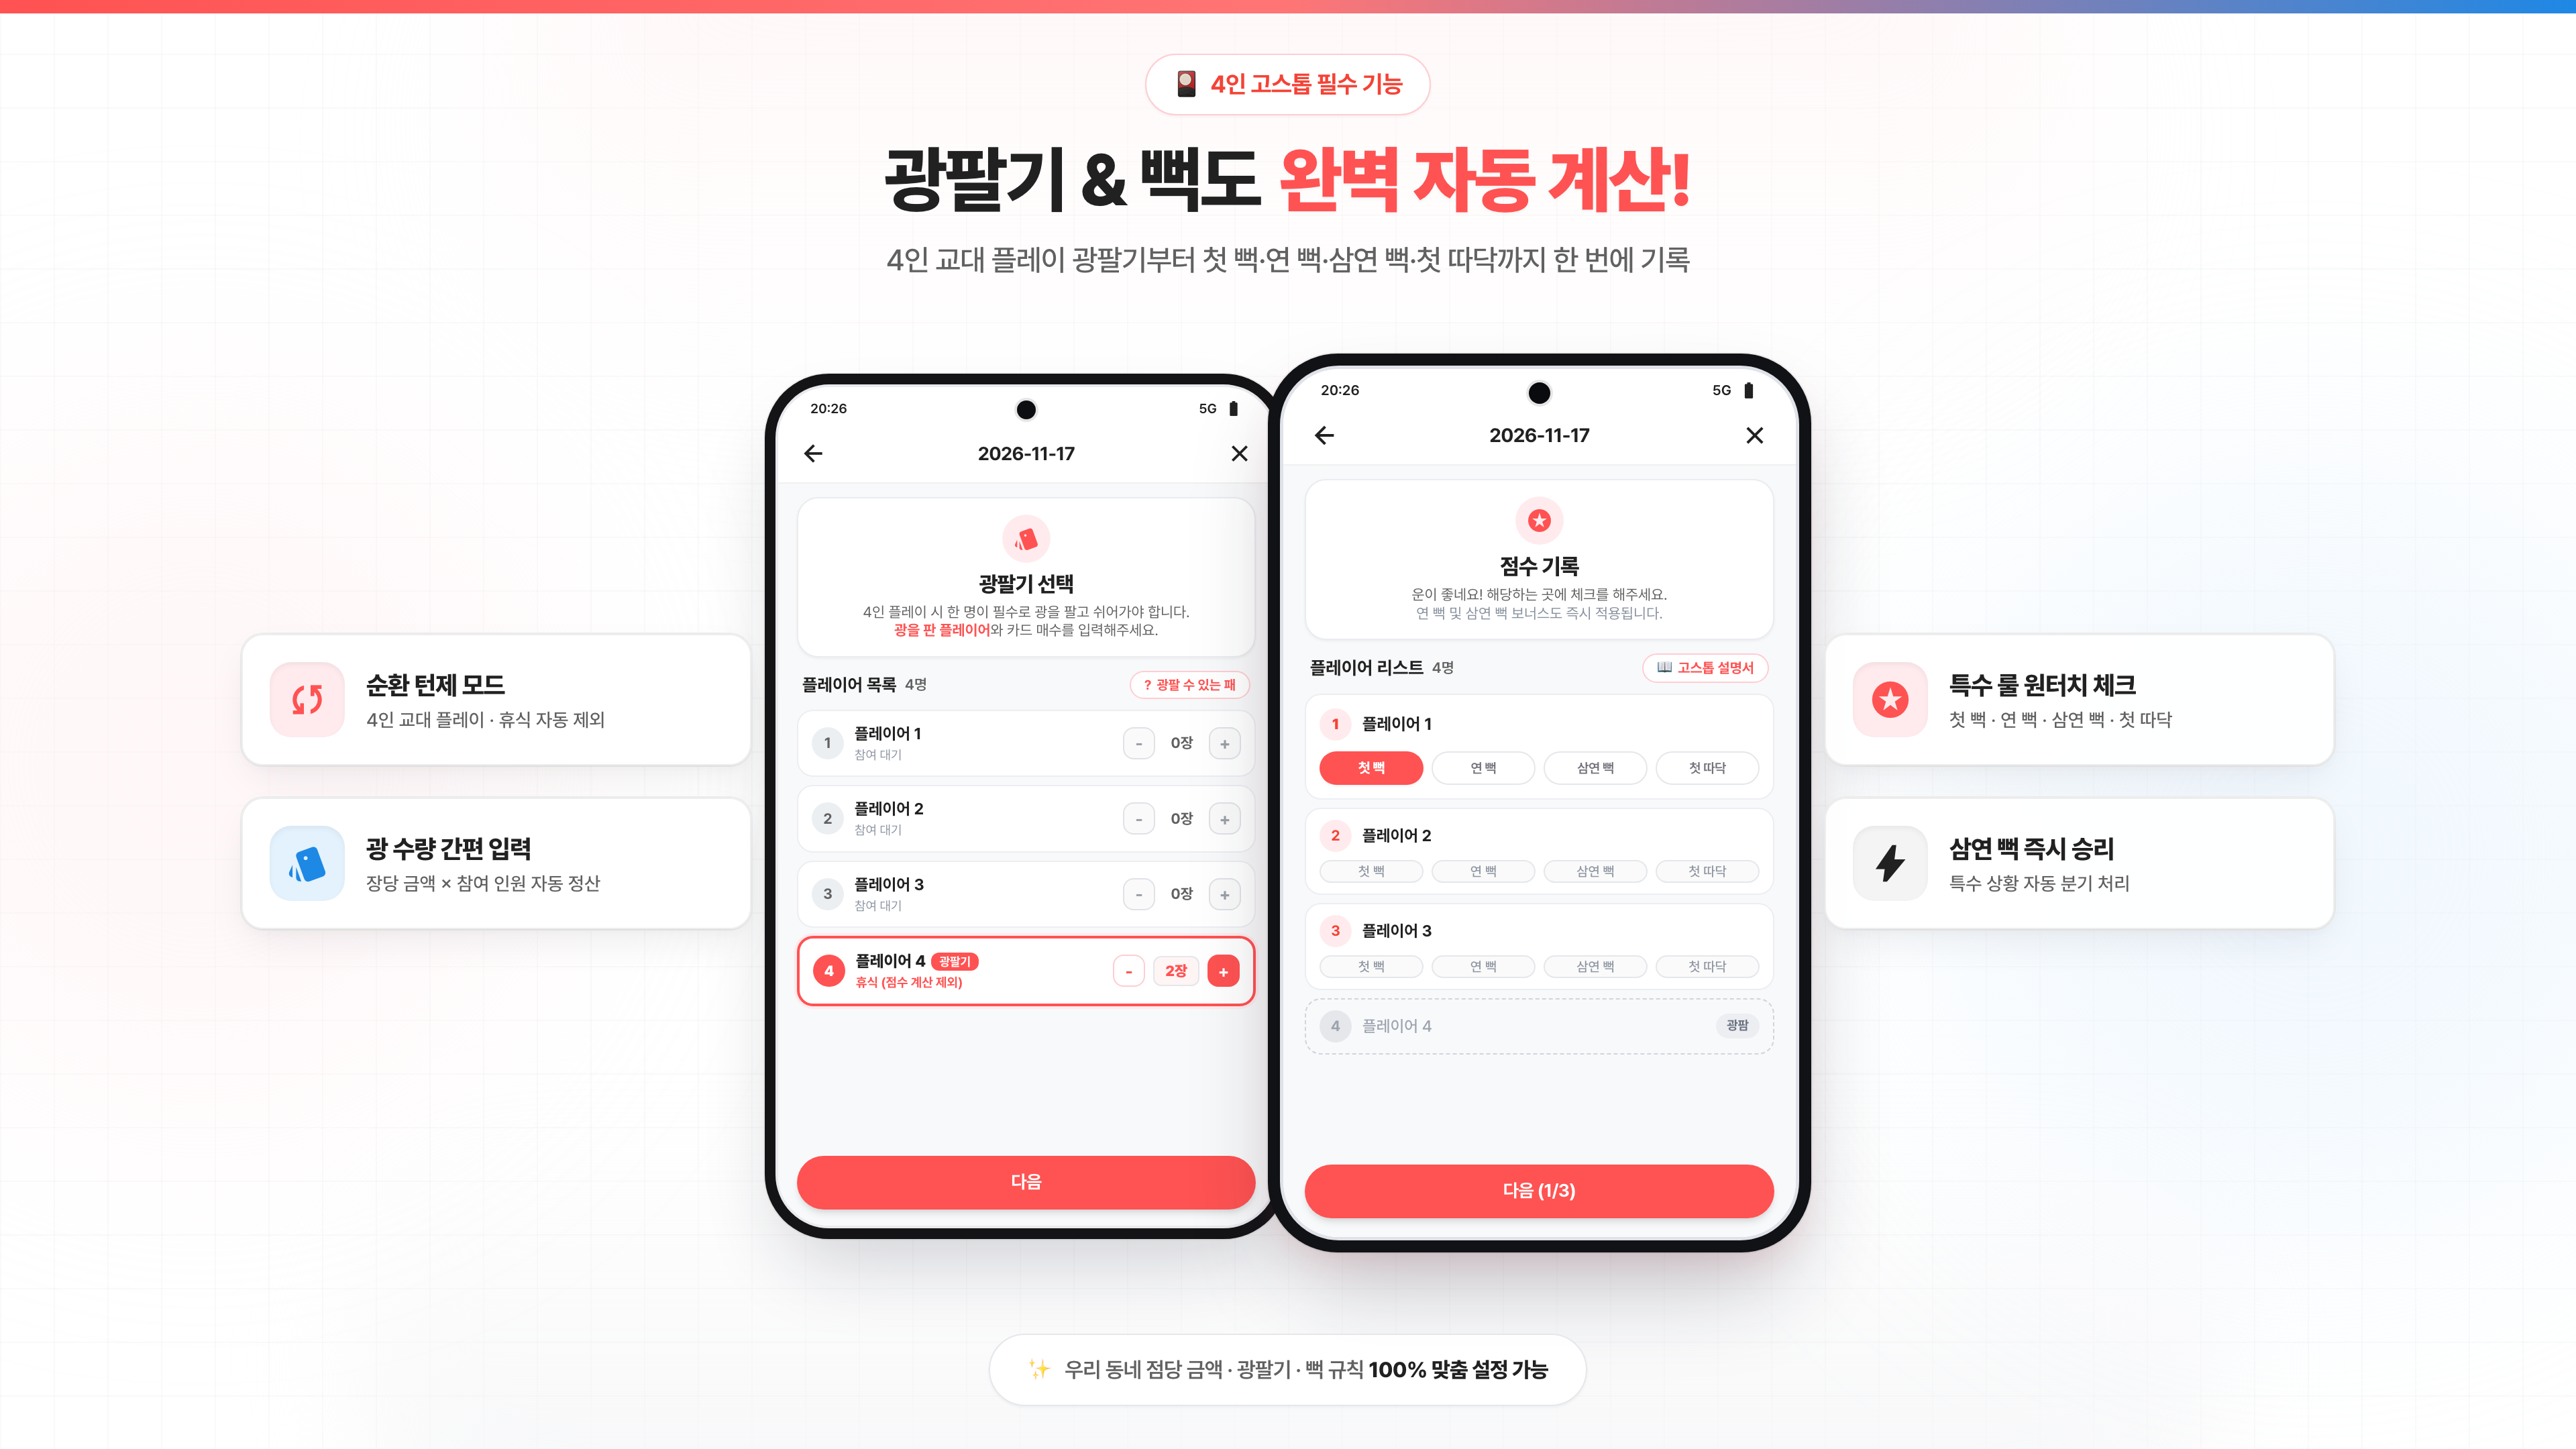 4인 고스톱 필수 기능
광팔기 & 뻑도 완벽 자동 계산!
4인 교대 플레이 광팔기부터 첫 뻑·연 뻑·삼연 뻑·첫 따닥까지 한 번에 기록
순환 턴제 모드
4인 교대 플레이 · 휴식 자동 제외
광 수량 간편 입력
장당 금액 × 참여 인원 자동 정산
20:26
5G
2026-11-17
광팔기 선택
4인 플레이 시 한 명이 필수로 광을 팔고 쉬어가야 합니다.
광을 판 플레이어와 카드 매수를 입력해주세요.
플레이어 목록 4명
? 광팔 수 있는 패
1 플레이어 1
참여 대기
- 0장 +
2 플레이어 2
참여 대기
- 0장 +
3 플레이어 3
참여 대기
- 0장 +
4 플레이어 4 광팔기
휴식 (점수 계산 제외)
- 2장 +
다음
20:26
5G
2026-11-17
점수 기록
운이 좋네요! 해당하는 곳에 체크를 해주세요.
연 뻑 및 삼연 뻑 보너스도 즉시 적용됩니다.
플레이어 리스트 4명
고스톱 설명서
1 플레이어 1
첫 뻑 연 뻑 삼연 뻑 첫 따닥
2 플레이어 2
첫 뻑 연 뻑 삼연 뻑 첫 따닥
3 플레이어 3
첫 뻑 연 뻑 삼연 뻑 첫 따닥
4 플레이어 4 광팜
다음 (1/3)
특수 룰 원터치 체크
첫 뻑 · 연 뻑 · 삼연 뻑 · 첫 따닥
삼연 뻑 즉시 승리
특수 상황 자동 분기 처리
우리 동네 점당 금액 · 광팔기 · 뻑 규칙 100% 맞춤 설정 가능